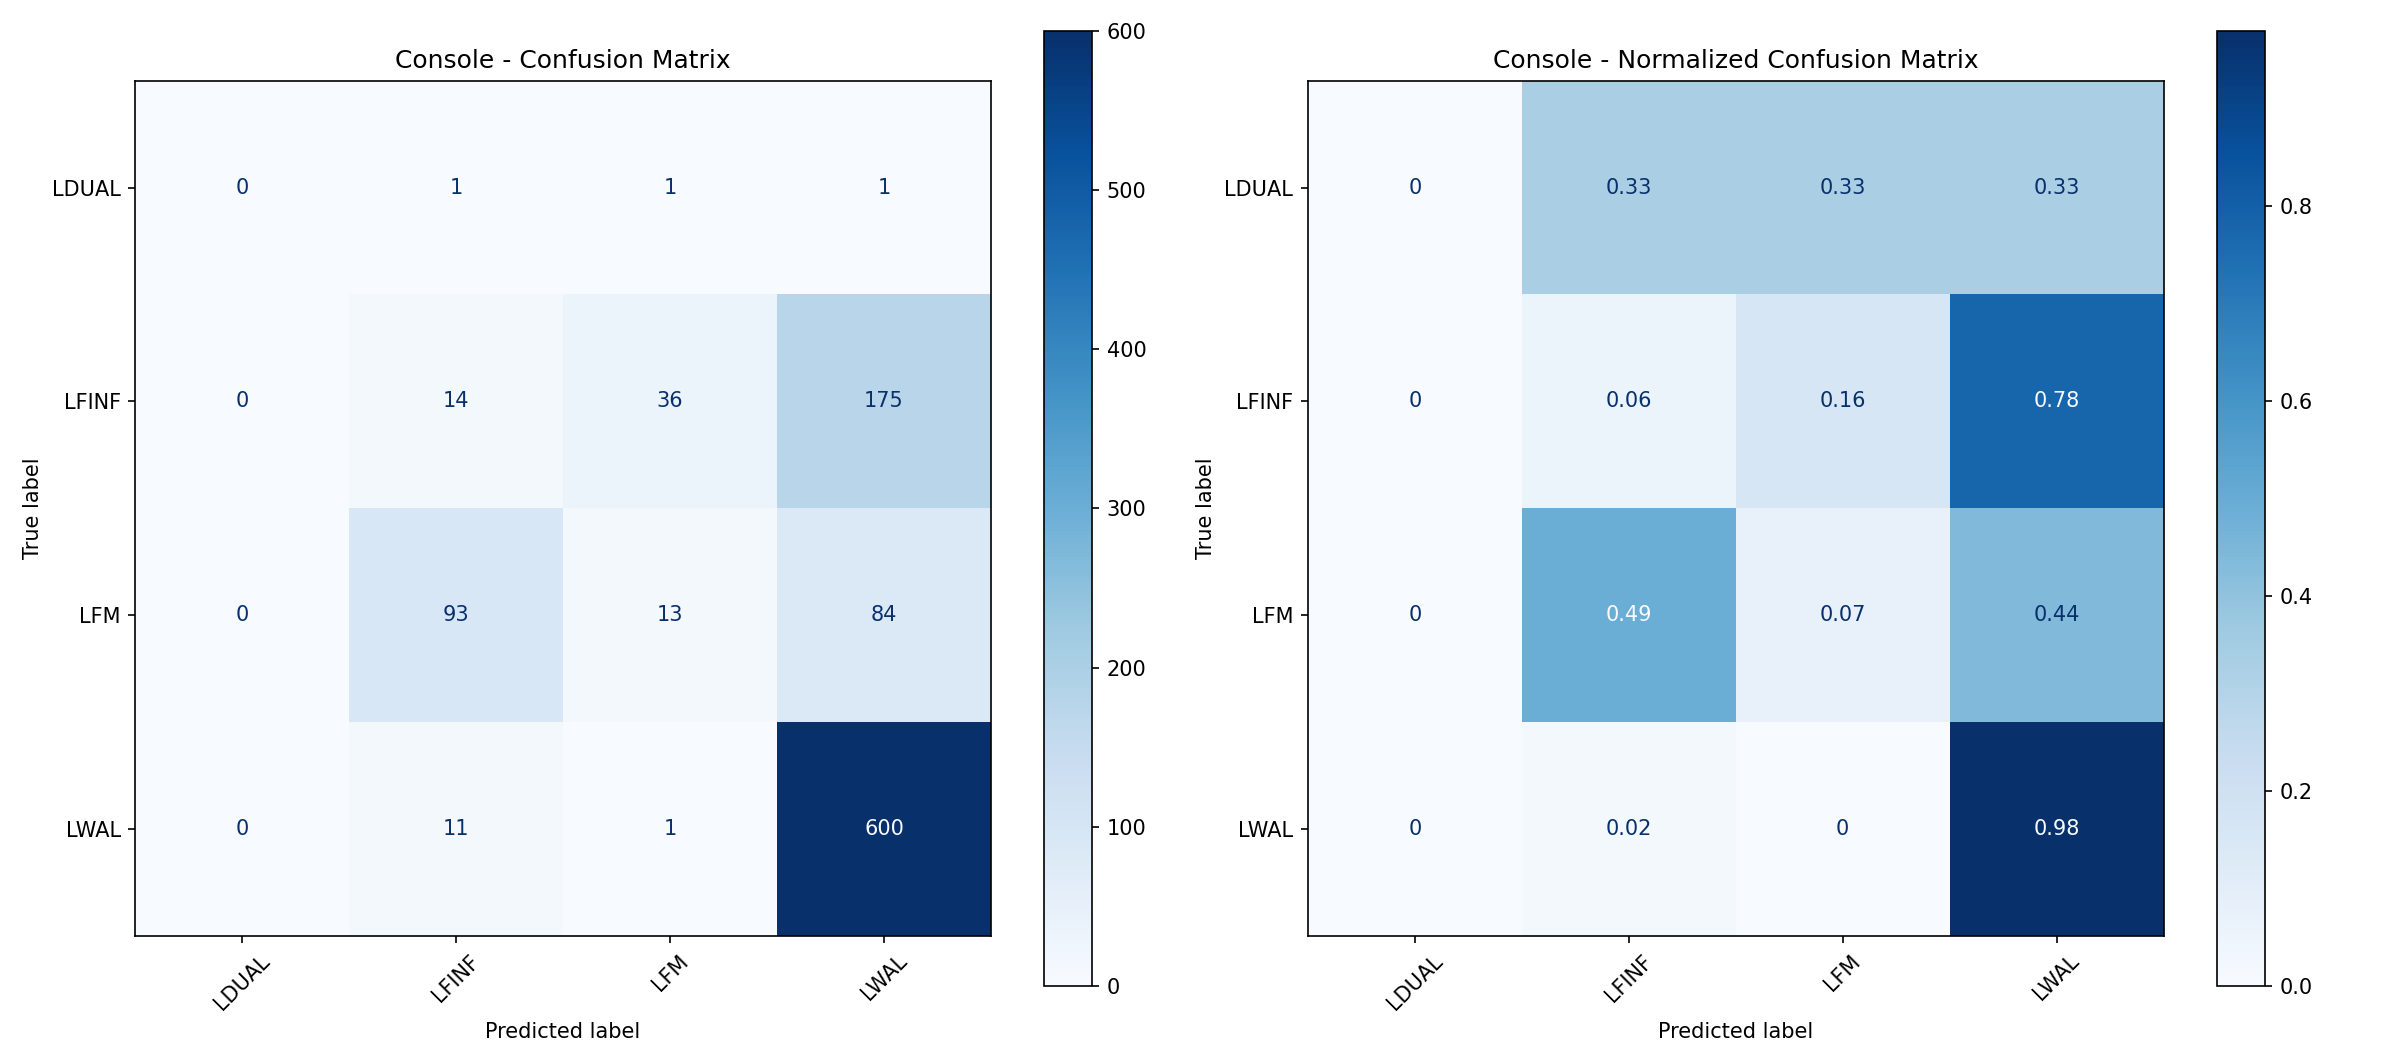 Console - Confusion Matrix
LDUAL 0 1 1 1
LFINF 0 14 36 175
LFM 0 93 13 84
LWAL 0 11 1 600
LDUAL LFINF LFM LWAL
True label
Predicted label
600
500
400
300
200
100
0
Console - Normalized Confusion Matrix
LDUAL 0 0.33 0.33 0.33
LFINF 0 0.06 0.16 0.78
LFM 0 0.49 0.07 0.44
LWAL 0 0.02 0 0.98
LDUAL LFINF LFM LWAL
True label
Predicted label
0.8
0.6
0.4
0.2
0.0